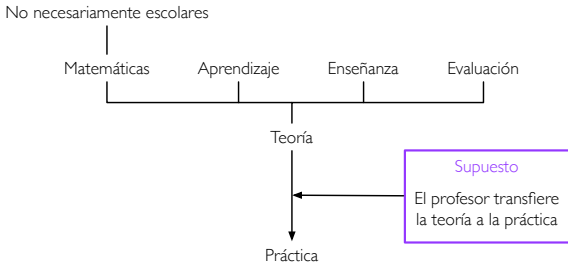 No necesariamente escolares
Matemáticas
Aprendizaje
Enseñanza
Evaluación
Teoría
Supuesto
El profesor transfiere
la teoría a la práctica
Práctica